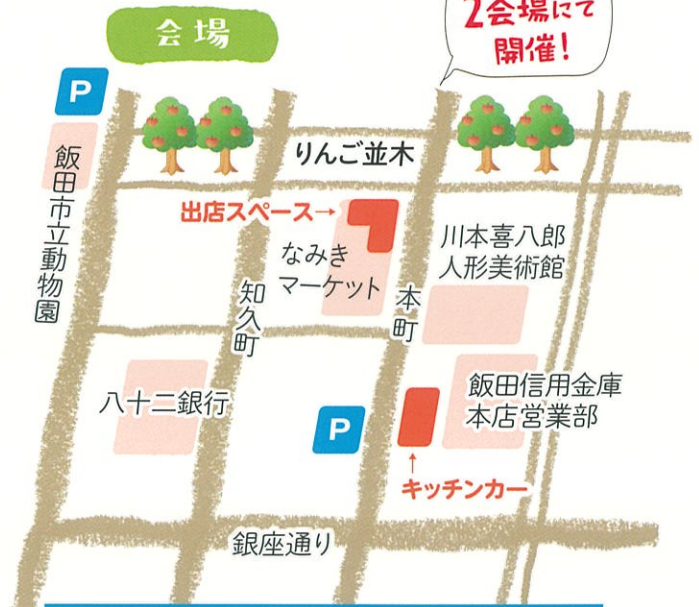 会場
2会場にて
開催!
P
飯田市立動物園
りんご並木
出店スペース→
なみき
マーケット
川本喜八郎
人形美術館
知久町
本町
八十二銀行
P
飯田信用金庫
本店営業部
↑
キッチンカー
銀座通り